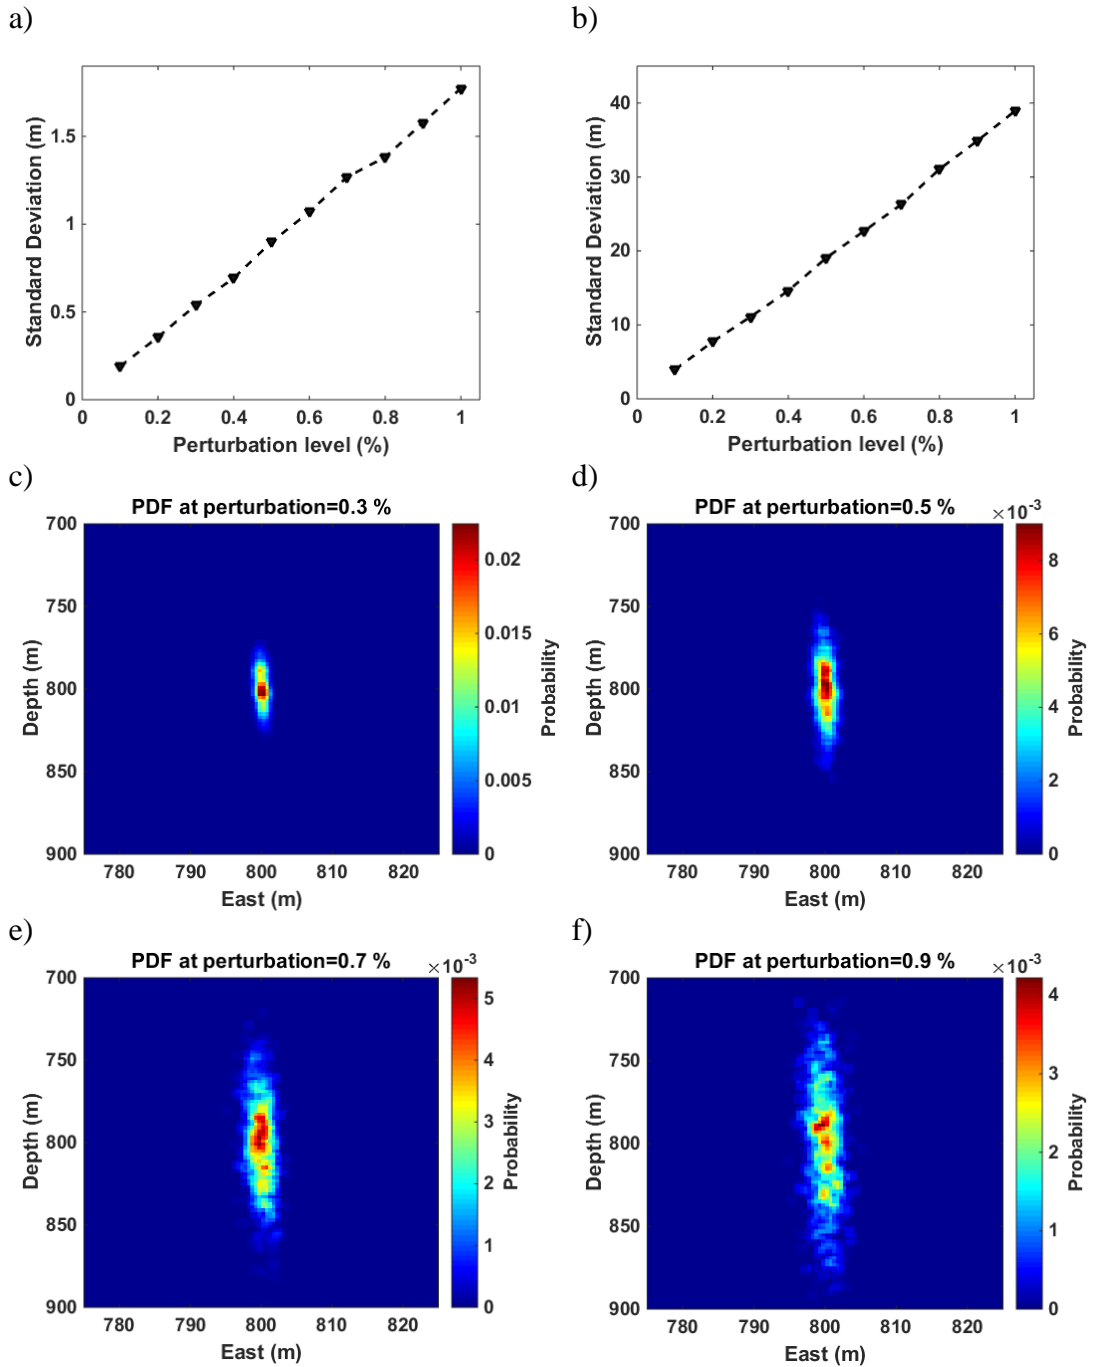 a)
b)
Standard Deviation (m)
1.5
1
0.5
0
0 0.2 0.4 0.6 0.8 1
Perturbation level (%)
Standard Deviation (m)
40
30
20
10
0
0 0.2 0.4 0.6 0.8 1
Perturbation level (%)
c)
PDF at perturbation=0.3 %
Depth (m)
700
750
800
850
900
780 790 800 810 820
East (m)
0.02
0.015
0.01
0.005
0
Probability
d)
PDF at perturbation=0.5 %
×10⁻³
Depth (m)
700
750
800
850
900
780 790 800 810 820
East (m)
8
6
4
2
0
Probability
e)
PDF at perturbation=0.7 %
×10⁻³
Depth (m)
700
750
800
850
900
780 790 800 810 820
East (m)
5
4
3
2
1
0
Probability
f)
PDF at perturbation=0.9 %
×10⁻³
Depth (m)
700
750
800
850
900
780 790 800 810 820
East (m)
4
3
2
1
0
Probability